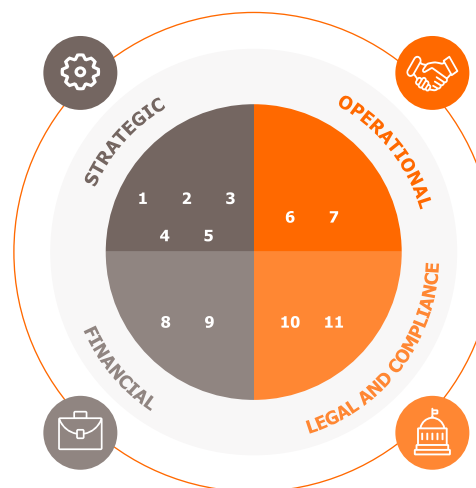 STRATEGIC
OPERATIONAL
1 2 3
4 5
6 7
8 9
10 11
FINANCIAL
LEGAL AND COMPLIANCE